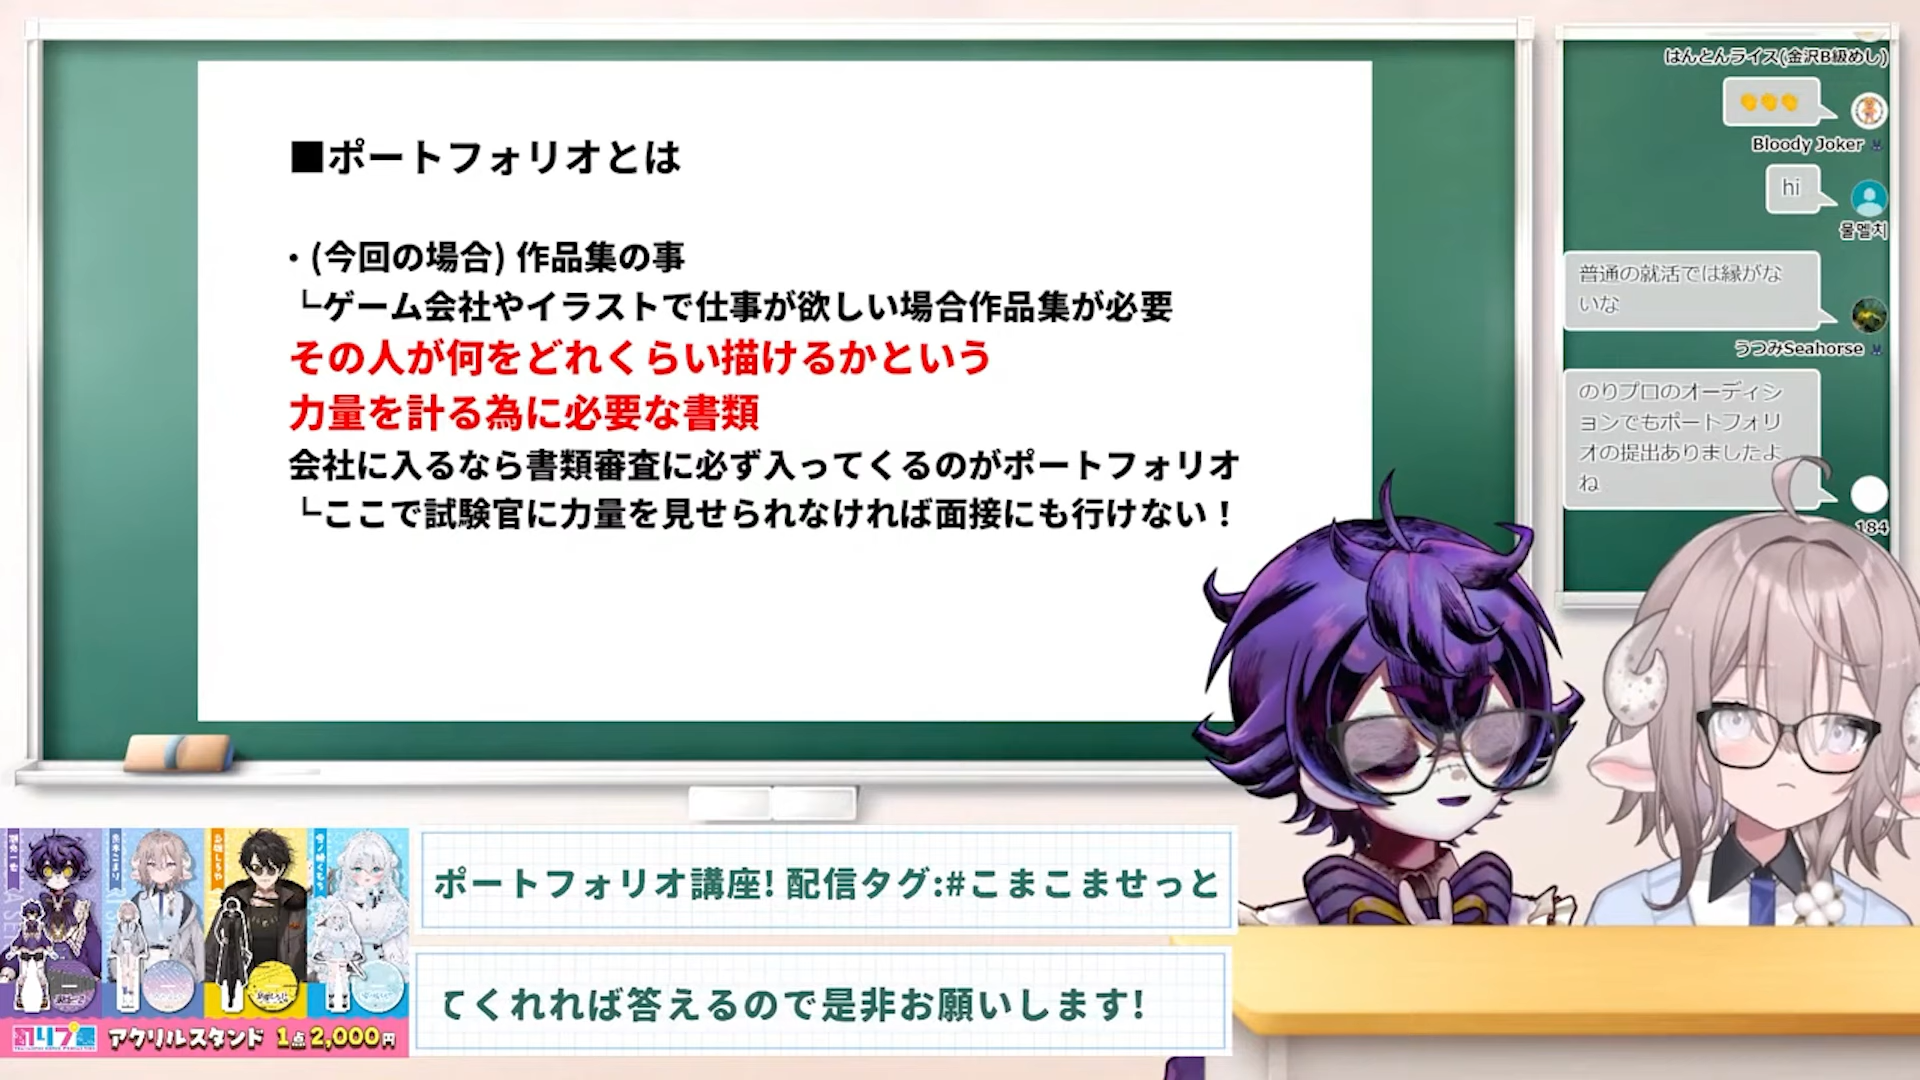 ■ポートフォリオとは
・(今回の場合) 作品集の事
┗ゲーム会社やイラストで仕事が欲しい場合作品集が必要
その人が何をどれくらい描けるかという
力量を計る為に必要な書類
会社に入るなら書類審査に必ず入ってくるのがポートフォリオ
┗ここで試験官に力量を見せられなければ面接にも行けない！
はんとんライス(金沢B級めし)
👏👏👏
Bloody Joker
hi
물멜치
普通の就活では縁がな
いな
うつみSeahorse
のりプロのオーディシ
ョンでもポートフォリ
オの提出ありましたよ
ね
184
ポートフォリオ講座! 配信タグ:#こまこませっと
てくれれば答えるので是非お願いします!
のりプロ アクリルスタンド 1点2,000円